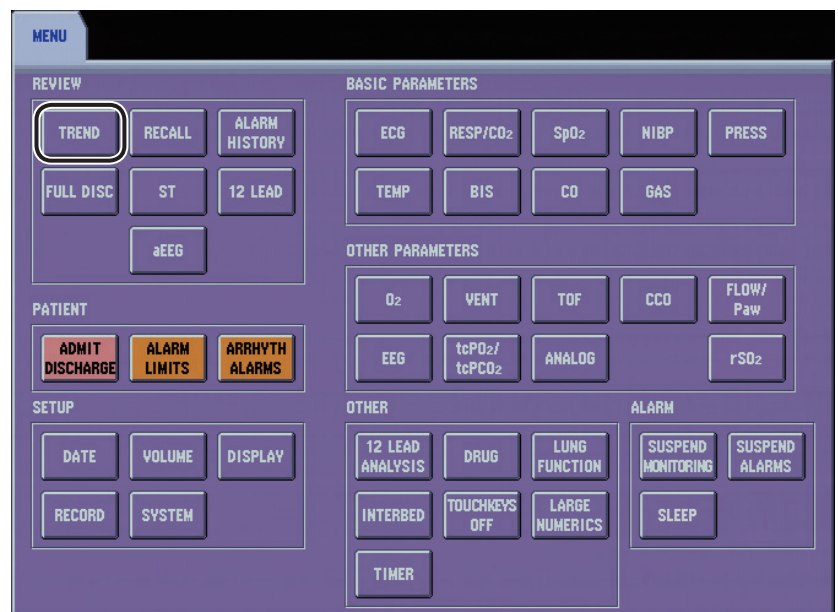 MENU
REVIEW
TREND
RECALL
ALARM
HISTORY
FULL DISC
ST
12 LEAD
aEEG
PATIENT
ADMIT
DISCHARGE
ALARM
LIMITS
ARRHYTH
ALARMS
SETUP
DATE
VOLUME
DISPLAY
RECORD
SYSTEM
BASIC PARAMETERS
ECG
RESP/CO2
SpO2
NIBP
PRESS
TEMP
BIS
CO
GAS
OTHER PARAMETERS
O2
VENT
TOF
CCO
FLOW/
Paw
EEG
tcPO2/
tcPCO2
ANALOG
rSO2
OTHER
12 LEAD
ANALYSIS
DRUG
LUNG
FUNCTION
INTERBED
TOUCHKEYS
OFF
LARGE
NUMERICS
TIMER
ALARM
SUSPEND
MONITORING
SUSPEND
ALARMS
SLEEP